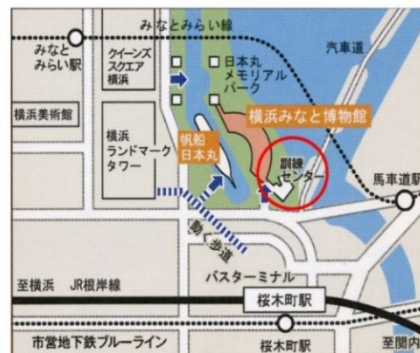 みなとみらい線
みなと
みらい駅
クイーンズ
スクエア
横浜
日本丸
メモリアル
パーク
汽車道
横浜美術館
横浜みなと博物館
横浜
ランドマーク
タワー
帆船
日本丸
訓練
センター
馬車道駅
動く歩道
バスターミナル
至横浜 JR根岸線
桜木町駅
市営地下鉄ブルーライン
桜木町駅
至関内